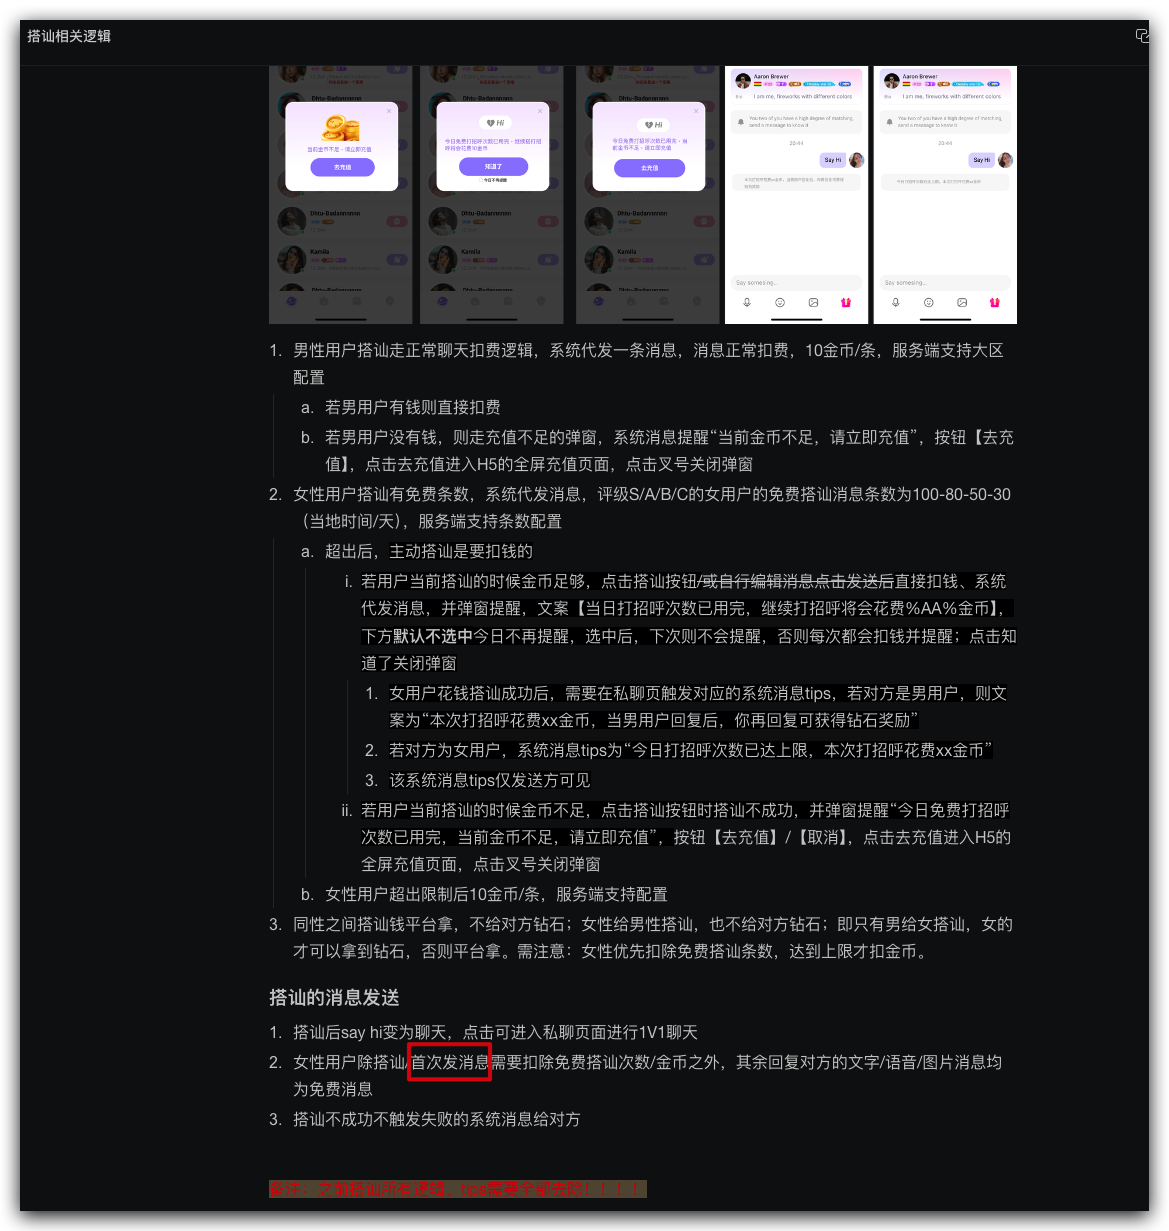 搭讪相关逻辑
Aaron Brewer
I am me, fireworks with different colors
You two of you have a high degree of matching,
send a message to know it
20:44
Say Hi
Say somesing...
Aaron Brewer
I am me, fireworks with different colors
You two of you have a high degree of matching,
send a message to know it
Say Hi
Say somesing...
当前金币不足，请立即充值
去充值
Hi
今日免费打招呼次数已用完，继续打招
呼将会花费10金币
知道了
今日不再提醒
Hi
今日免费打招呼次数已用完，当
前金币不足，请立即充值
去充值
Dhtu-Badannnnnn
Kamila
Dhtu-Badannnnnn
Kamila
Dhtu-Badannnnnn
Kamila
1. 男性用户搭讪走正常聊天扣费逻辑，系统代发一条消息，消息正常扣费，10金币/条，服务端支持大区
配置
a. 若男用户有钱则直接扣费
b. 若男用户没有钱，则走充值不足的弹窗，系统消息提醒“当前金币不足，请立即充值”，按钮【去充
值】，点击去充值进入H5的全屏充值页面，点击叉号关闭弹窗
2. 女性用户搭讪有免费条数，系统代发消息，评级S/A/B/C的女用户的免费搭讪消息条数为100-80-50-30
（当地时间/天），服务端支持条数配置
a. 超出后，主动搭讪是要扣钱的
i. 若用户当前搭讪的时候金币足够，点击搭讪按钮/或自行编辑消息点击发送后直接扣钱、系统
代发消息，并弹窗提醒，文案【当日打招呼次数已用完，继续打招呼将会花费%AA%金币】，
下方默认不选中今日不再提醒，选中后，下次则不会提醒，否则每次都会扣钱并提醒；点击知
道了关闭弹窗
1. 女用户花钱搭讪成功后，需要在私聊页触发对应的系统消息tips，若对方是男用户，则文
案为“本次打招呼花费xx金币，当男用户回复后，你再回复可获得钻石奖励”
2. 若对方为女用户，系统消息tips为“今日打招呼次数已达上限，本次打招呼花费xx金币”
3. 该系统消息tips仅发送方可见
ii. 若用户当前搭讪的时候金币不足，点击搭讪按钮时搭讪不成功，并弹窗提醒“今日免费打招呼
次数已用完，当前金币不足，请立即充值”，按钮【去充值】/【取消】，点击去充值进入H5的
全屏充值页面，点击叉号关闭弹窗
b. 女性用户超出限制后10金币/条，服务端支持配置
3. 同性之间搭讪钱平台拿，不给对方钻石；女性给男性搭讪，也不给对方钻石；即只有男给女搭讪，女的
才可以拿到钻石，否则平台拿。需注意：女性优先扣除免费搭讪条数，达到上限才扣金币。
搭讪的消息发送
1. 搭讪后say hi变为聊天，点击可进入私聊页面进行1V1聊天
2. 女性用户除搭讪/首次发消息需要扣除免费搭讪次数/金币之外，其余回复对方的文字/语音/图片消息均
为免费消息
3. 搭讪不成功不触发失败的系统消息给对方
备注：之前搭讪所有逻辑、tips需要全部去除！！！！